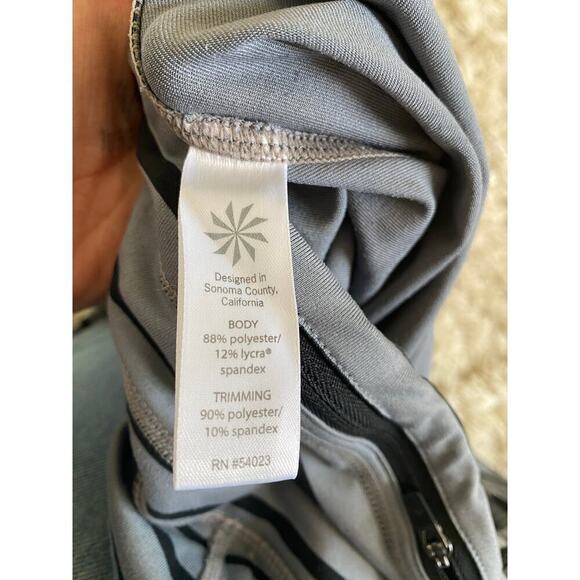 Designed in
Sonoma County,
California
BODY
88% polyester/
12% lycra®
spandex
TRIMMING
90% polyester/
10% spandex
RN #54023